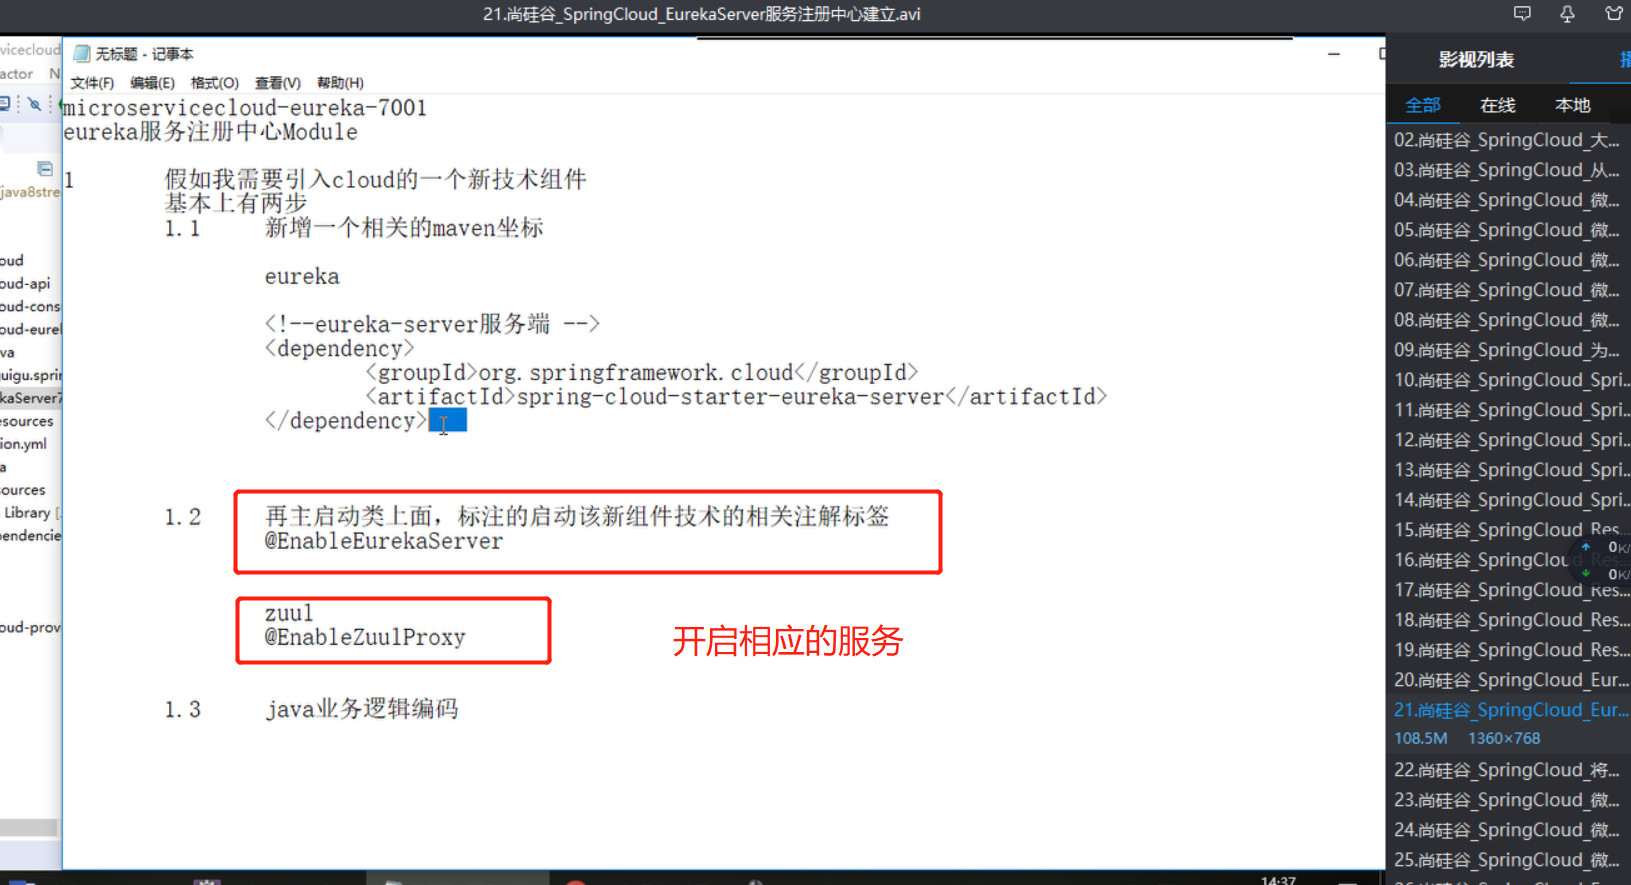 21.尚硅谷_SpringCloud_EurekaServer服务注册中心建立.avi
vicecloud
actor
java8stre
oud
oud-api
oud-cons
oud-eurel
va
uigu.sprin
kaServer7
esources
ion.yml
a
ources
Library [
pendencie
oud-prov
无标题 - 记事本
文件(F) 编辑(E) 格式(O) 查看(V) 帮助(H)
microservicecloud-eureka-7001
eureka服务注册中心Module
1 假如我需要引入cloud的一个新技术组件
基本上有两步
1.1 新增一个相关的maven坐标
eureka
<!--eureka-server服务端 -->
<dependency>
<groupId>org.springframework.cloud</groupId>
<artifactId>spring-cloud-starter-eureka-server</artifactId>
</dependency>
1.2 再主启动类上面，标注的启动该新组件技术的相关注解标签
@EnableEurekaServer
zuul
@EnableZuulProxy
开启相应的服务
1.3 java业务逻辑编码
影视列表
全部 在线 本地
02.尚硅谷_SpringCloud_大...
03.尚硅谷_SpringCloud_从...
04.尚硅谷_SpringCloud_微...
05.尚硅谷_SpringCloud_微...
06.尚硅谷_SpringCloud_微...
07.尚硅谷_SpringCloud_微...
08.尚硅谷_SpringCloud_微...
09.尚硅谷_SpringCloud_为...
10.尚硅谷_SpringCloud_Spri...
11.尚硅谷_SpringCloud_Spri...
12.尚硅谷_SpringCloud_Spri...
13.尚硅谷_SpringCloud_Spri...
14.尚硅谷_SpringCloud_Spri...
15.尚硅谷_SpringCloud_Res...
0K/
16.尚硅谷_SpringCloud_Res...
0K/
17.尚硅谷_SpringCloud_Res...
18.尚硅谷_SpringCloud_Res...
19.尚硅谷_SpringCloud_Res...
20.尚硅谷_SpringCloud_Eur...
21.尚硅谷_SpringCloud_Eur...
108.5M 1360×768
22.尚硅谷_SpringCloud_将...
23.尚硅谷_SpringCloud_微...
24.尚硅谷_SpringCloud_微...
25.尚硅谷_SpringCloud_微...
14:37